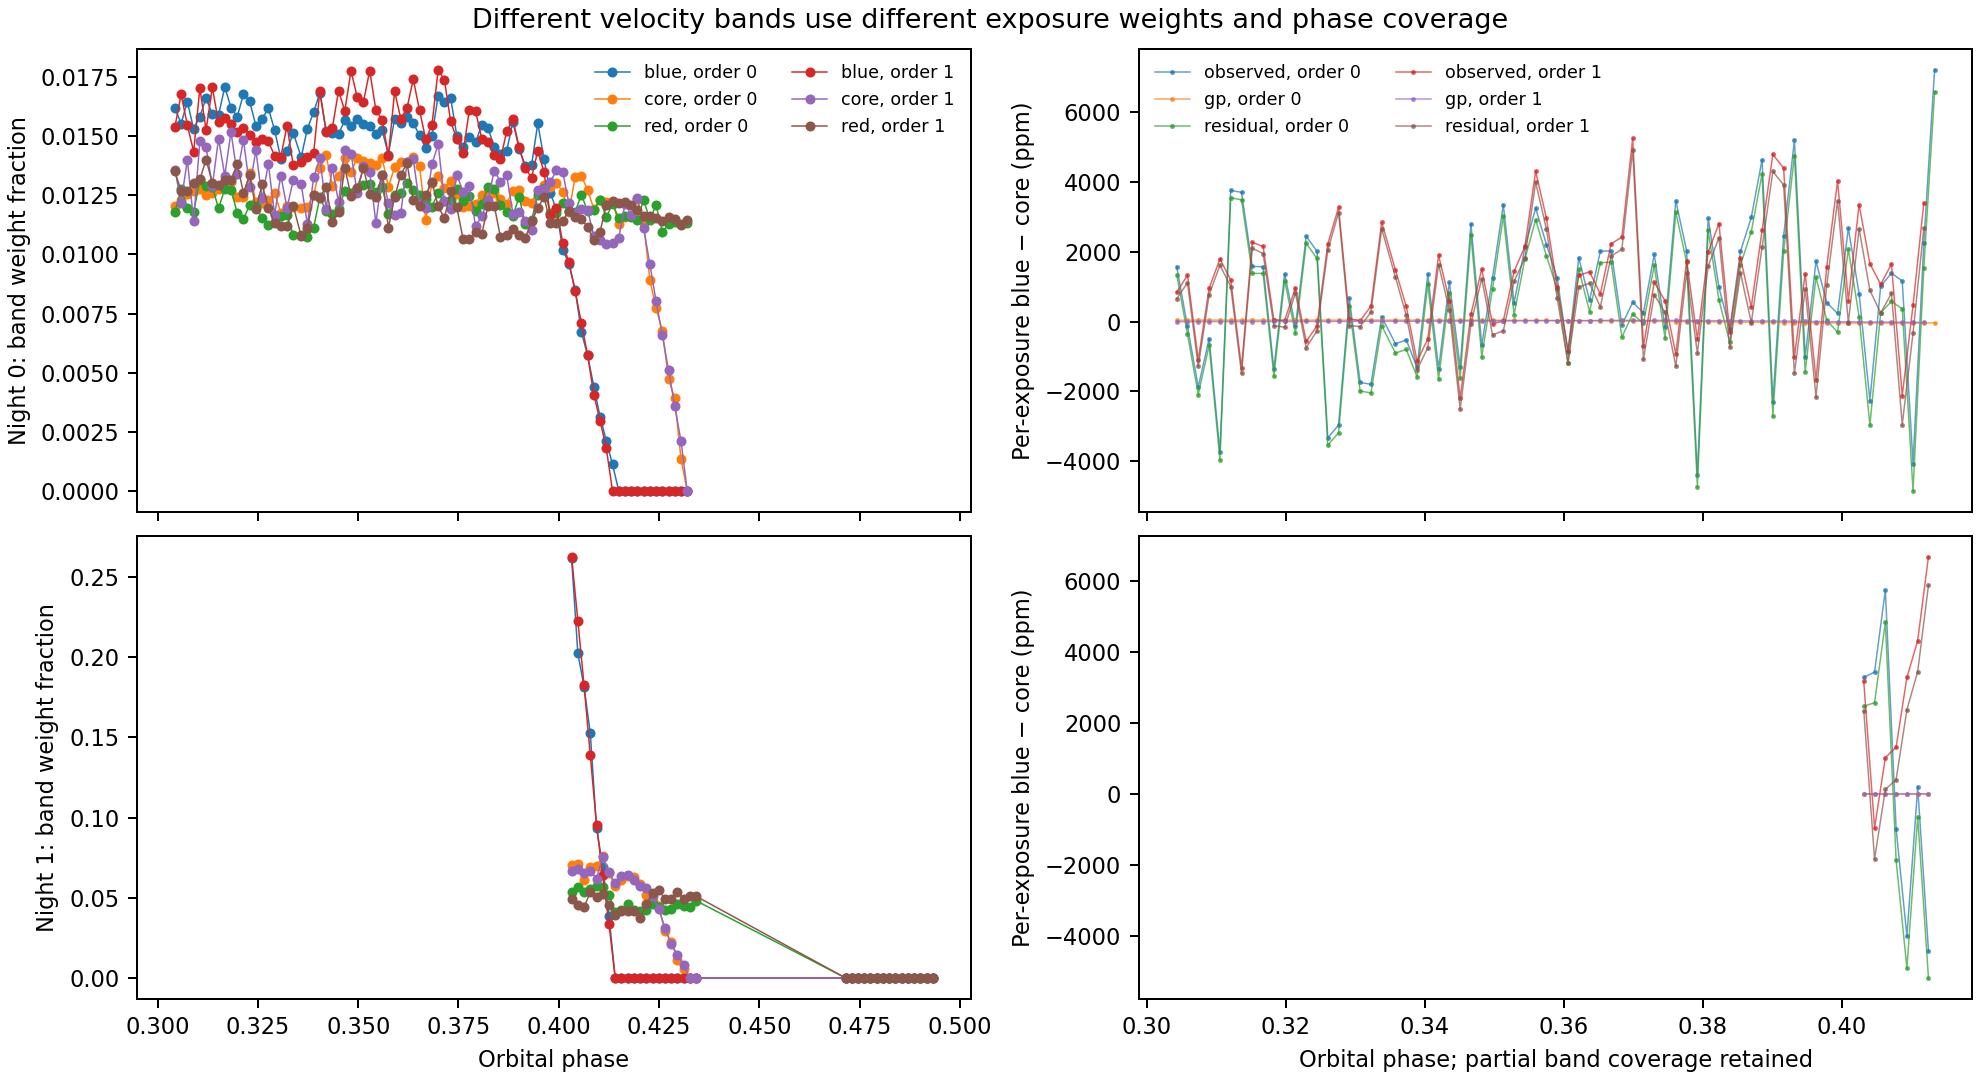 Different velocity bands use different exposure weights and phase coverage
Night 0: band weight fraction
0.0175
0.0150
0.0125
0.0100
0.0075
0.0050
0.0025
0.0000
blue, order 0
core, order 0
red, order 0
blue, order 1
core, order 1
red, order 1
Per-exposure blue − core (ppm)
6000
4000
2000
0
−2000
−4000
observed, order 0
gp, order 0
residual, order 0
observed, order 1
gp, order 1
residual, order 1
Night 1: band weight fraction
0.25
0.20
0.15
0.10
0.05
0.00
0.300 0.325 0.350 0.375 0.400 0.425 0.450 0.475 0.500
Orbital phase
Per-exposure blue − core (ppm)
6000
4000
2000
0
−2000
−4000
0.30 0.32 0.34 0.36 0.38 0.40
Orbital phase; partial band coverage retained